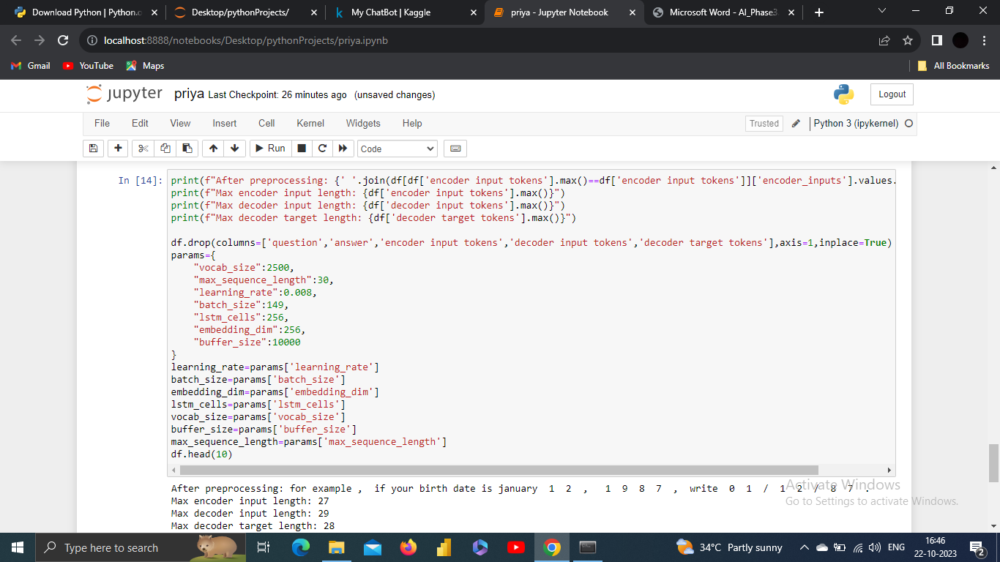 Download Python | Python.o
Desktop/pythonProjects/
My ChatBot | Kaggle
priya - Jupyter Notebook
Microsoft Word - AI_Phase3
localhost:8888/notebooks/Desktop/pythonProjects/priya.ipynb
Gmail YouTube Maps All Bookmarks
jupyter priya Last Checkpoint: 26 minutes ago (unsaved changes) Logout
File Edit View Insert Cell Kernel Widgets Help Trusted Python 3 (ipykernel)
Run Code
In [14]: print(f"After preprocessing: {' '.join(df[df['encoder input tokens'].max()==df['encoder input tokens']]['encoder_inputs'].values.
print(f"Max encoder input length: {df['encoder input tokens'].max()}")
print(f"Max decoder input length: {df['decoder input tokens'].max()}")
print(f"Max decoder target length: {df['decoder target tokens'].max()}")
df.drop(columns=['question','answer','encoder input tokens','decoder input tokens','decoder target tokens'],axis=1,inplace=True)
params={
"vocab_size":2500,
"max_sequence_length":30,
"learning_rate":0.008,
"batch_size":149,
"lstm_cells":256,
"embedding_dim":256,
"buffer_size":10000
}
learning_rate=params['learning_rate']
batch_size=params['batch_size']
embedding_dim=params['embedding_dim']
lstm_cells=params['lstm_cells']
vocab_size=params['vocab_size']
buffer_size=params['buffer_size']
max_sequence_length=params['max_sequence_length']
df.head(10)
After preprocessing: for example , if your birth date is january 1 2 , 1 9 8 7 , write 0 1 / 1 2 / 8 7 .
Max encoder input length: 27
Max decoder input length: 29
Max decoder target length: 28
Activate Windows
Go to Settings to activate Windows.
Type here to search
34°C Partly sunny
ENG
16:46
22-10-2023
2